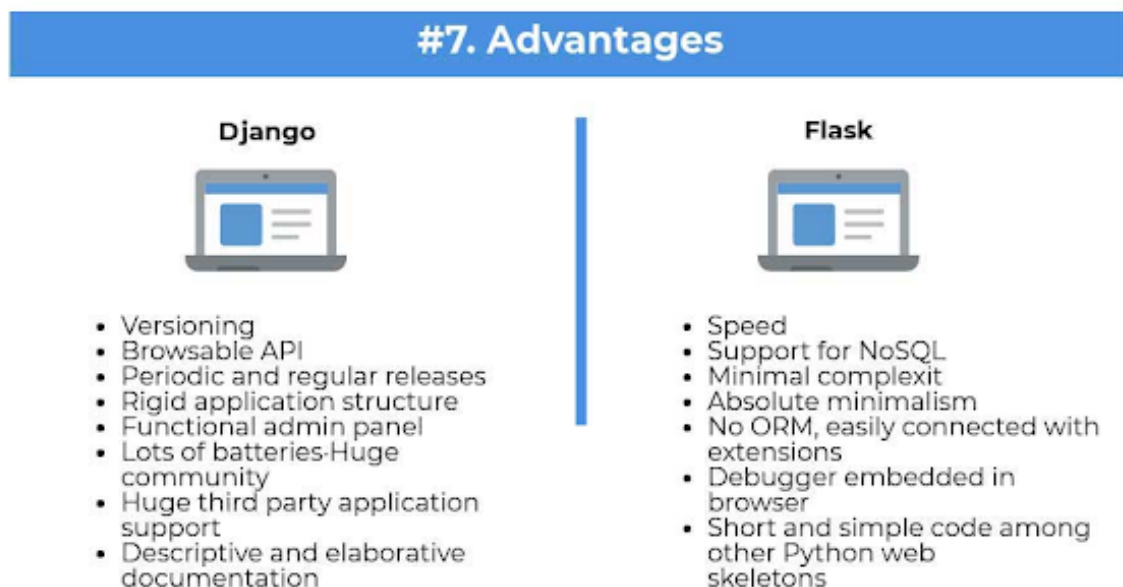 #7. Advantages
Django
• Versioning
• Browsable API
• Periodic and regular releases
• Rigid application structure
• Functional admin panel
• Lots of batteries·Huge
community
• Huge third party application
support
• Descriptive and elaborative
documentation
Flask
• Speed
• Support for NoSQL
• Minimal complexit
• Absolute minimalism
• No ORM, easily connected with
extensions
• Debugger embedded in
browser
• Short and simple code among
other Python web
skeletons